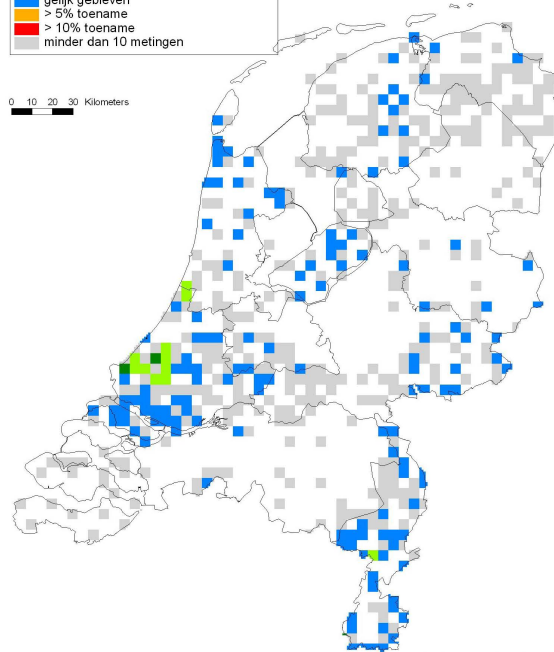 gelijk gebleven
> 5% toename
> 10% toename
minder dan 10 metingen
0 10 20 30 Kilometers